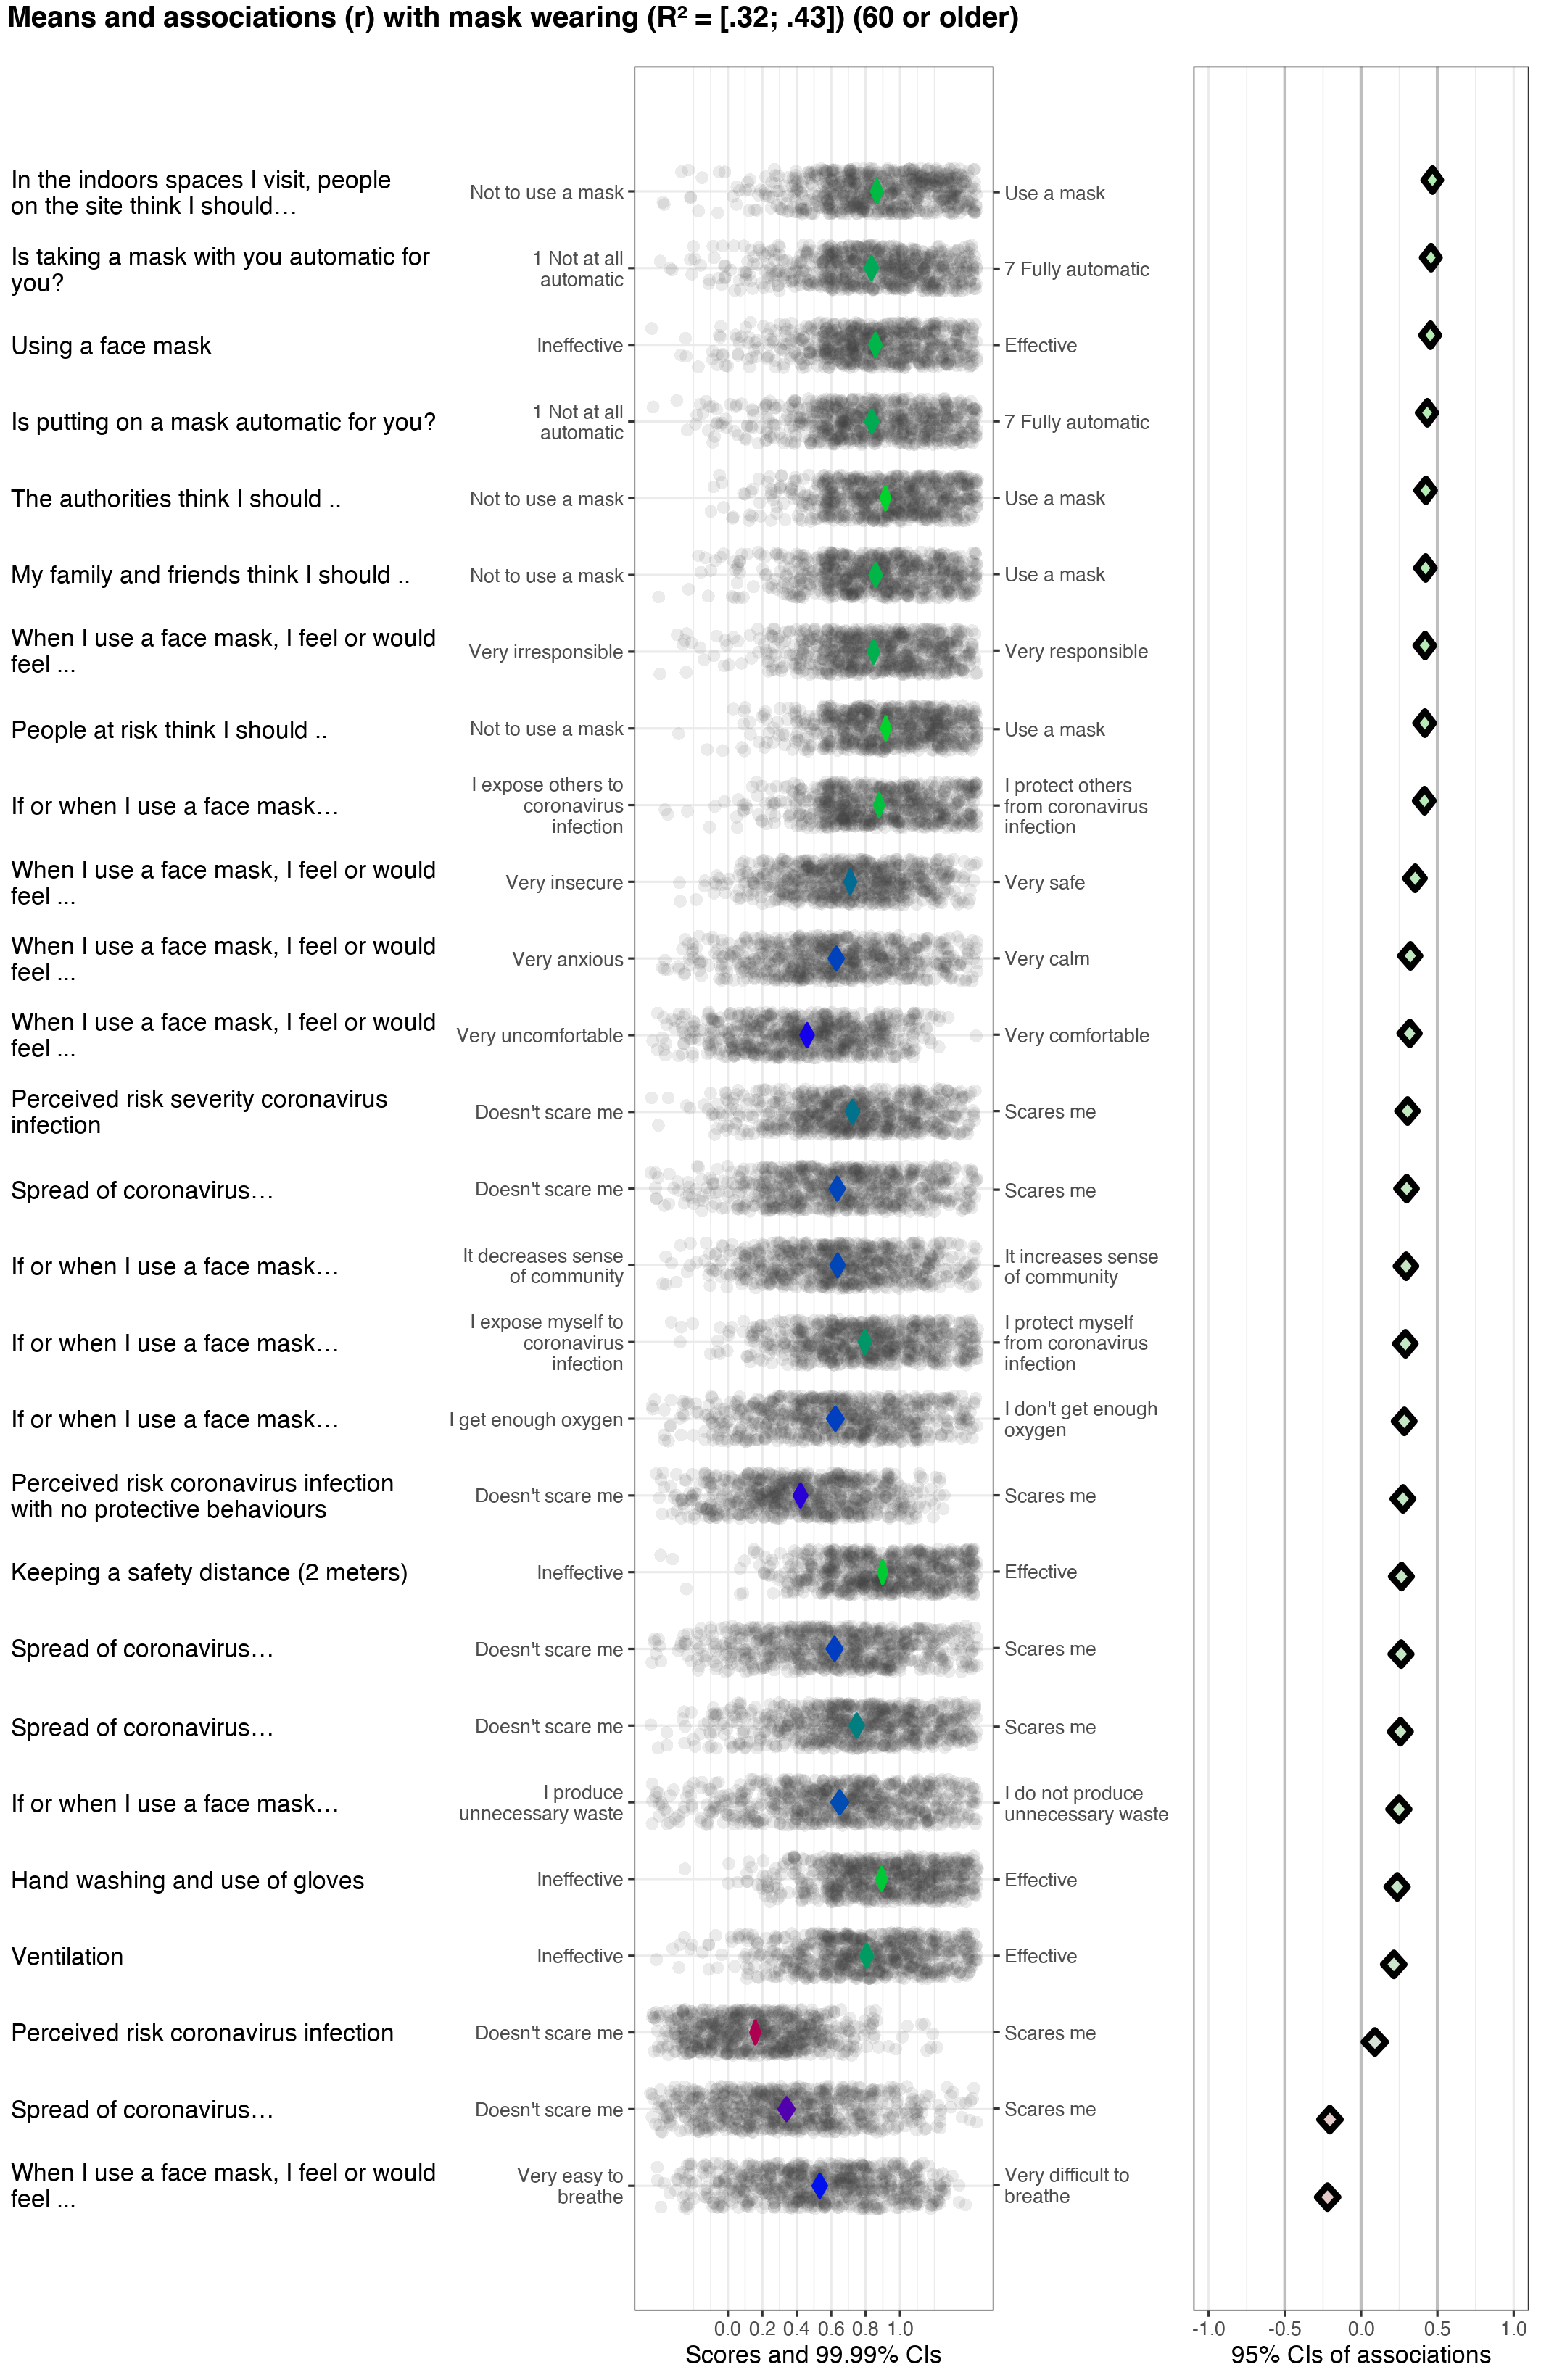 Means and associations (r) with mask wearing (R² = [.32; .43]) (60 or older)
In the indoors spaces I visit, people
on the site think I should…
Not to use a mask
Use a mask
Is taking a mask with you automatic for
you?
1 Not at all
automatic
7 Fully automatic
Using a face mask
Ineffective
Effective
Is putting on a mask automatic for you?
1 Not at all
automatic
7 Fully automatic
The authorities think I should ..
Not to use a mask
Use a mask
My family and friends think I should ..
Not to use a mask
Use a mask
When I use a face mask, I feel or would
feel ...
Very irresponsible
Very responsible
People at risk think I should ..
Not to use a mask
Use a mask
If or when I use a face mask…
I expose others to
coronavirus
infection
I protect others
from coronavirus
infection
When I use a face mask, I feel or would
feel ...
Very insecure
Very safe
When I use a face mask, I feel or would
feel ...
Very anxious
Very calm
When I use a face mask, I feel or would
feel ...
Very uncomfortable
Very comfortable
Perceived risk severity coronavirus
infection
Doesn't scare me
Scares me
Spread of coronavirus…
Doesn't scare me
Scares me
If or when I use a face mask…
It decreases sense
of community
It increases sense
of community
If or when I use a face mask…
I expose myself to
coronavirus
infection
I protect myself
from coronavirus
infection
If or when I use a face mask…
I get enough oxygen
I don't get enough
oxygen
Perceived risk coronavirus infection
with no protective behaviours
Doesn't scare me
Scares me
Keeping a safety distance (2 meters)
Ineffective
Effective
Spread of coronavirus…
Doesn't scare me
Scares me
Spread of coronavirus…
Doesn't scare me
Scares me
If or when I use a face mask…
I produce
unnecessary waste
I do not produce
unnecessary waste
Hand washing and use of gloves
Ineffective
Effective
Ventilation
Ineffective
Effective
Perceived risk coronavirus infection
Doesn't scare me
Scares me
Spread of coronavirus…
Doesn't scare me
Scares me
When I use a face mask, I feel or would
feel ...
Very easy to
breathe
Very difficult to
breathe
0.0 0.2 0.4 0.6 0.8 1.0
Scores and 99.99% CIs
-1.0 -0.5 0.0 0.5 1.0
95% CIs of associations